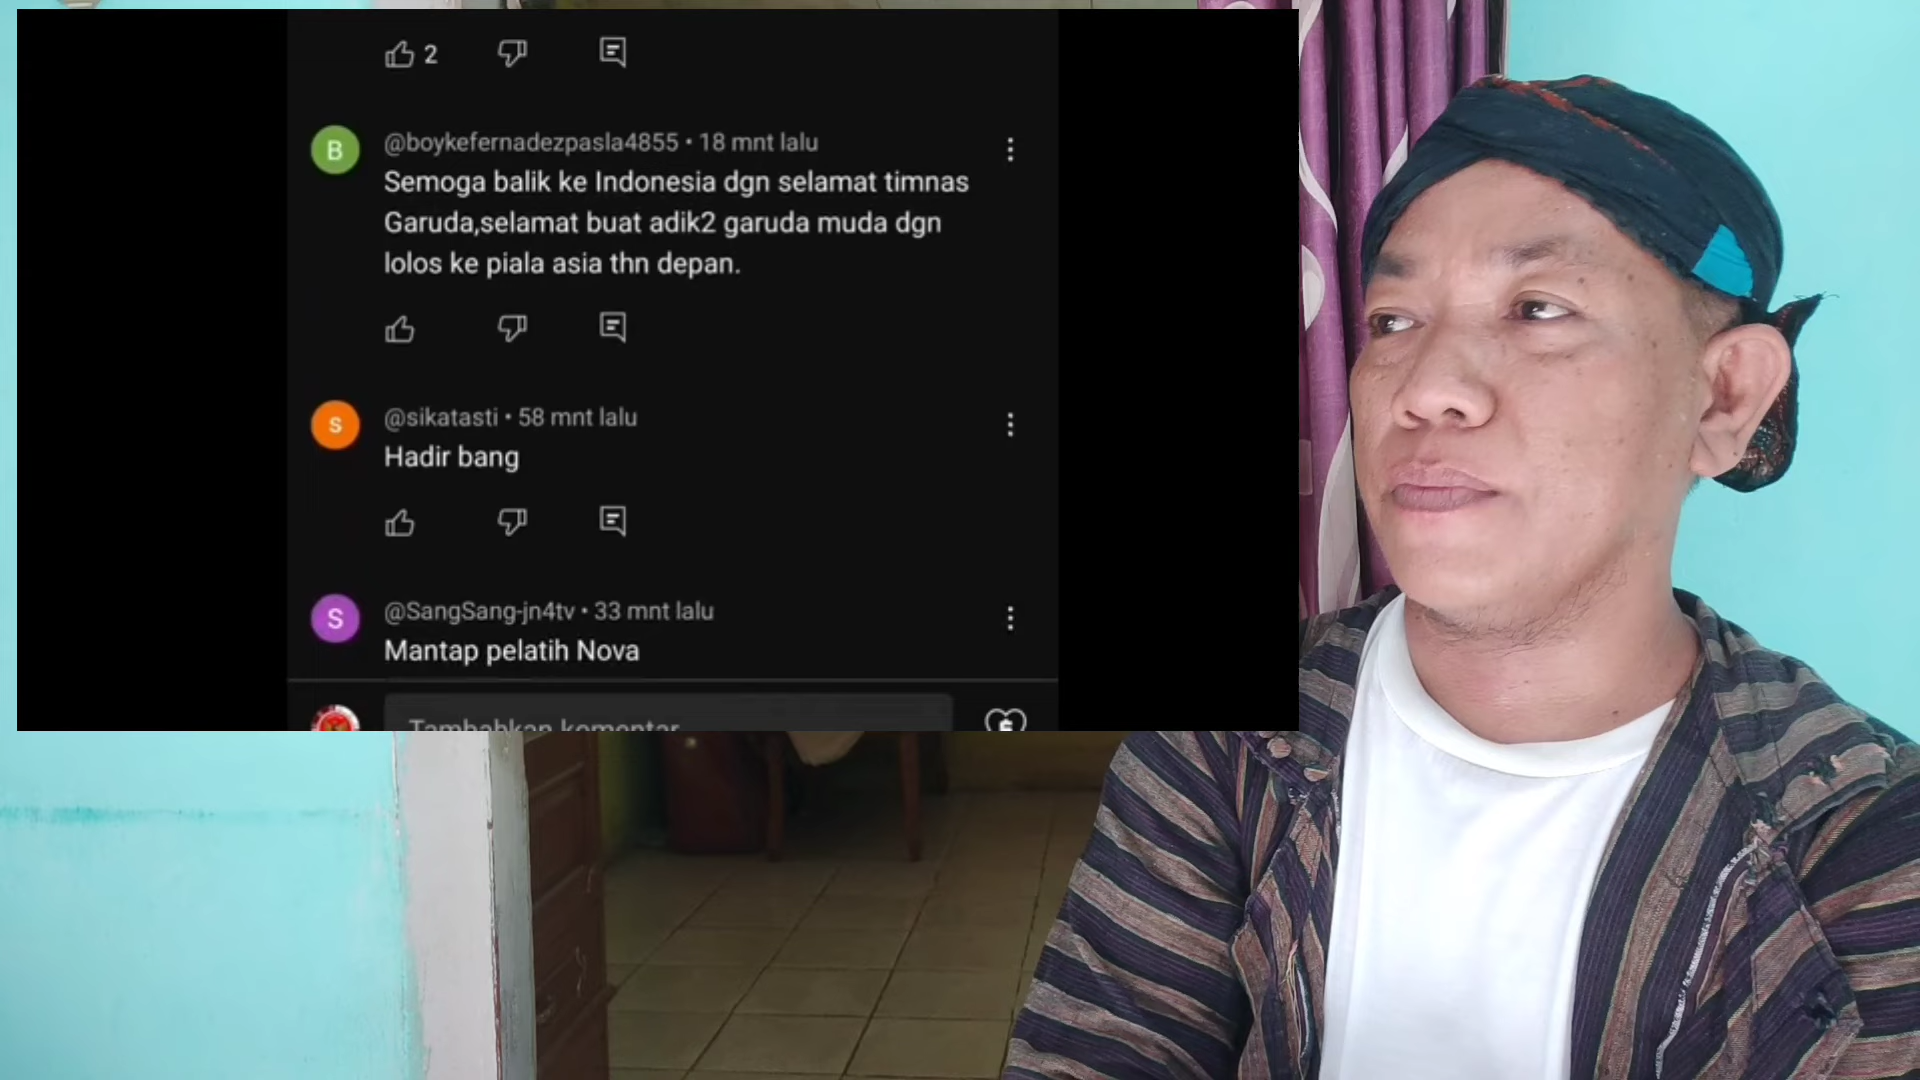 2
B
@boykefernadezpasla4855 • 18 mnt lalu
Semoga balik ke Indonesia dgn selamat timnas
Garuda,selamat buat adik2 garuda muda dgn
lolos ke piala asia thn depan.
S
@sikatasti • 58 mnt lalu
Hadir bang
S
@SangSang-jn4tv • 33 mnt lalu
Mantap pelatih Nova
Tambahkan komentar